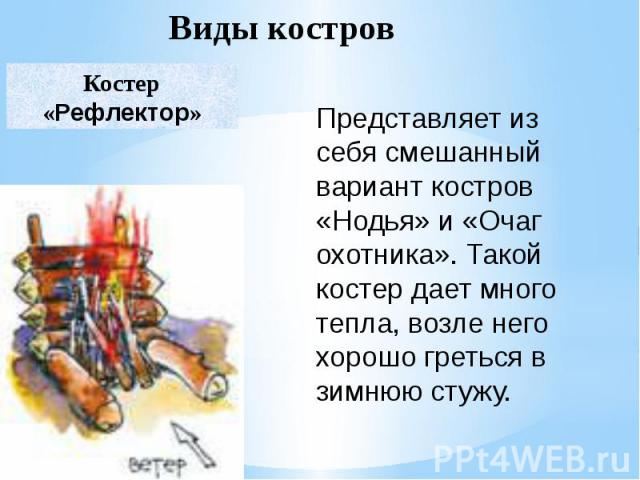 Виды костров
Костер
«Рефлектор»
Представляет из
себя смешанный
вариант костров
«Нодья» и «Очаг
охотника». Такой
костер дает много
тепла, возле него
хорошо греться в
зимнюю стужу.
ветер
PPt4WEB.ru